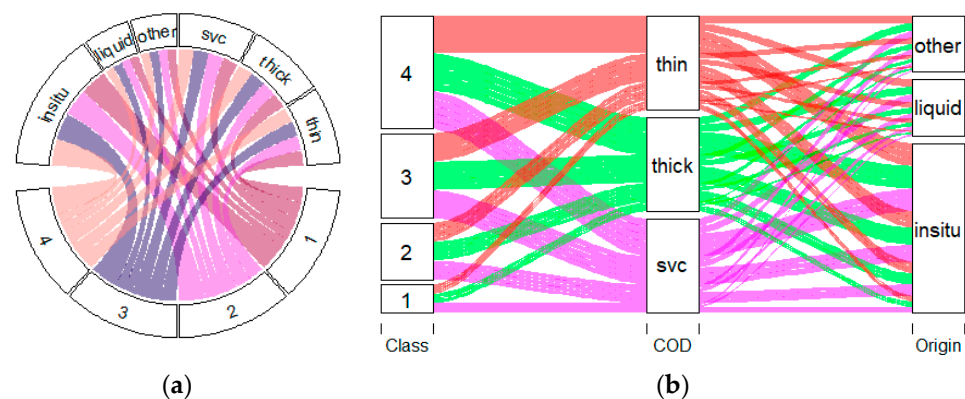 liquid
other
svc
thick
thin
insitu
4
3
2
1
4
3
2
1
thin
thick
svc
other
liquid
insitu
Class
COD
Origin
(a)
(b)